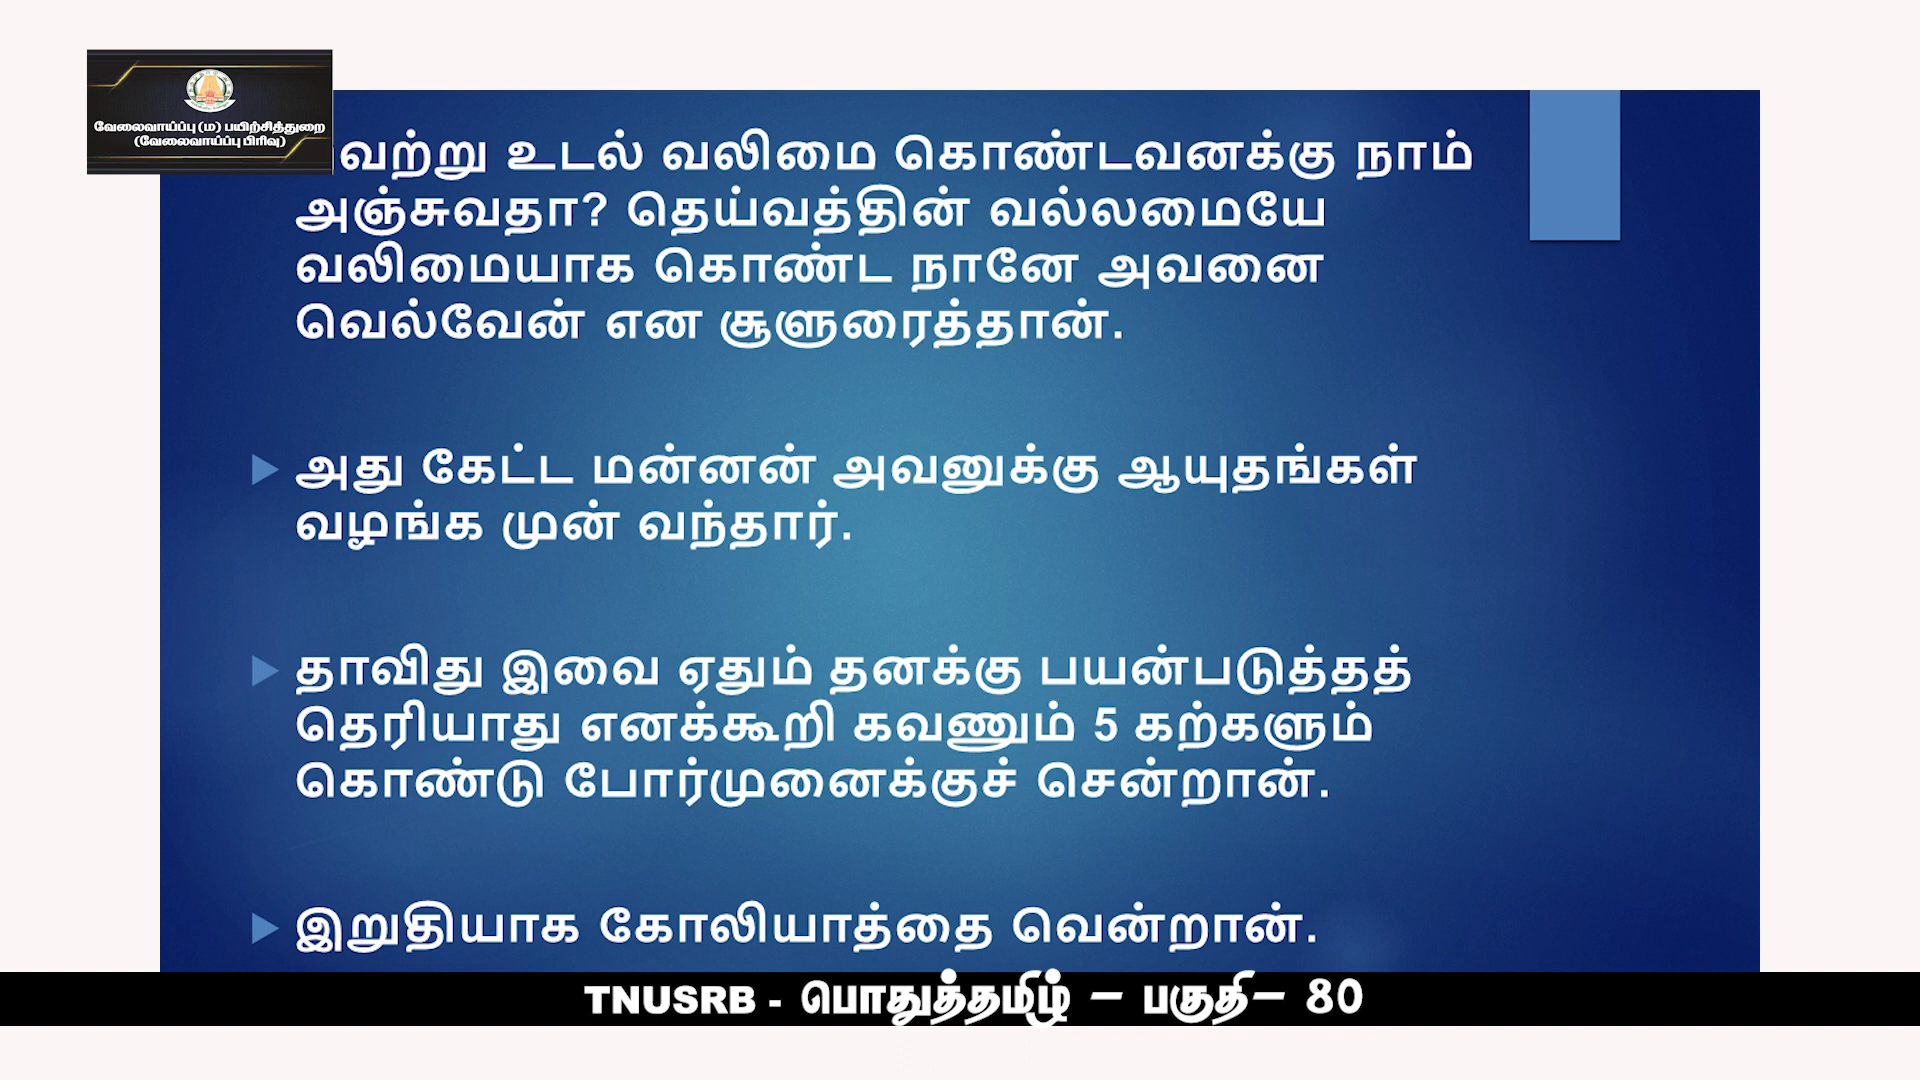 வேலைவாய்ப்பு (ம) பயிற்சித்துறை
(வேலைவாய்ப்பு பிரிவு)
வெற்று உடல் வலிமை கொண்டவனக்கு நாம்
அஞ்சுவதா? தெய்வத்தின் வல்லமையே
வலிமையாக கொண்ட நானே அவனை
வெல்வேன் என சூளுரைத்தான்.
அது கேட்ட மன்னன் அவனுக்கு ஆயுதங்கள்
வழங்க முன் வந்தார்.
தாவிது இவை ஏதும் தனக்கு பயன்படுத்தத்
தெரியாது எனக்கூறி கவணும் 5 கற்களும்
கொண்டு போர்முனைக்குச் சென்றான்.
இறுதியாக கோலியாத்தை வென்றான்.
TNUSRB - பொதுத்தமிழ் – பகுதி– 80